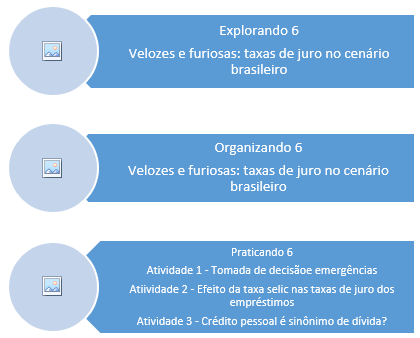 Explorando 6
Velozes e furiosas: taxas de juro no cenário
brasileiro
Organizando 6
Velozes e furiosas: taxas de juro no cenário
brasileiro
Praticando 6
Atividade 1 - Tomada de decisãoe emergências
Atiividade 2 - Efeito da taxa selic nas taxas de juro dos
empréstimos
Atividade 3 - Crédito pessoal é sinônimo de dívida?